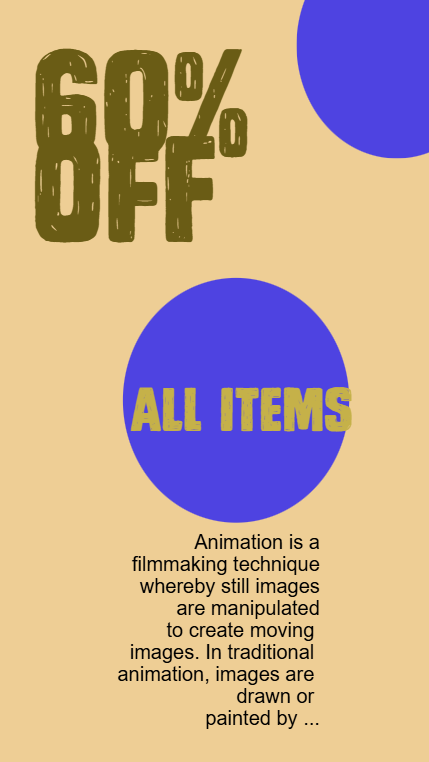 60%
OFF
ALL ITEMS
Animation is a
filmmaking technique
whereby still images
are manipulated
to create moving
images. In traditional
animation, images are
drawn or
painted by ...